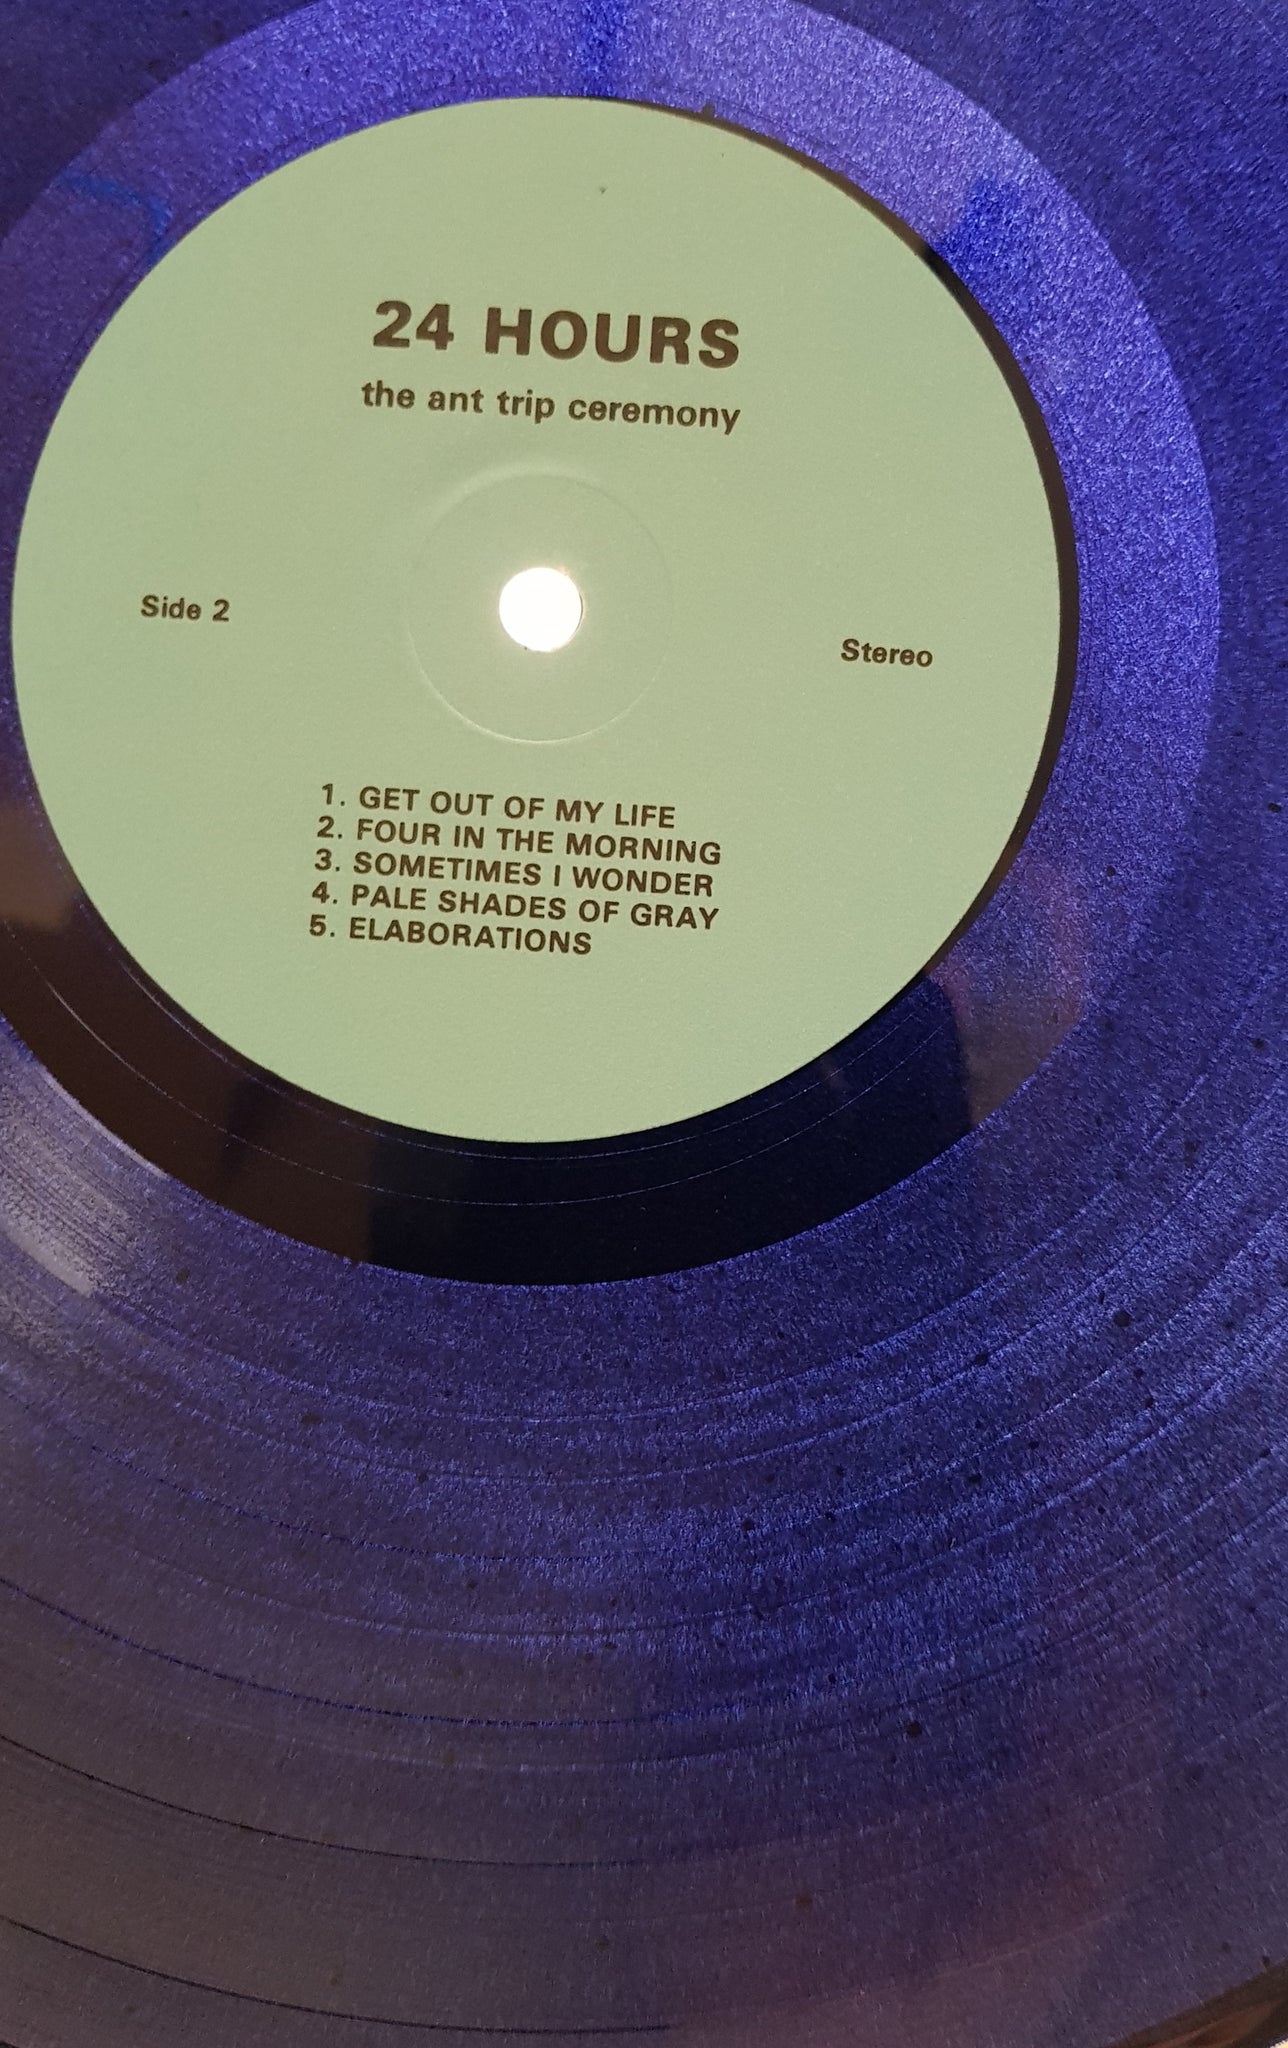 24 HOURS
the ant trip ceremony
Side 2
Stereo
1. GET OUT OF MY LIFE
2. FOUR IN THE MORNING
3. SOMETIMES I WONDER
4. PALE SHADES OF GRAY
5. ELABORATIONS